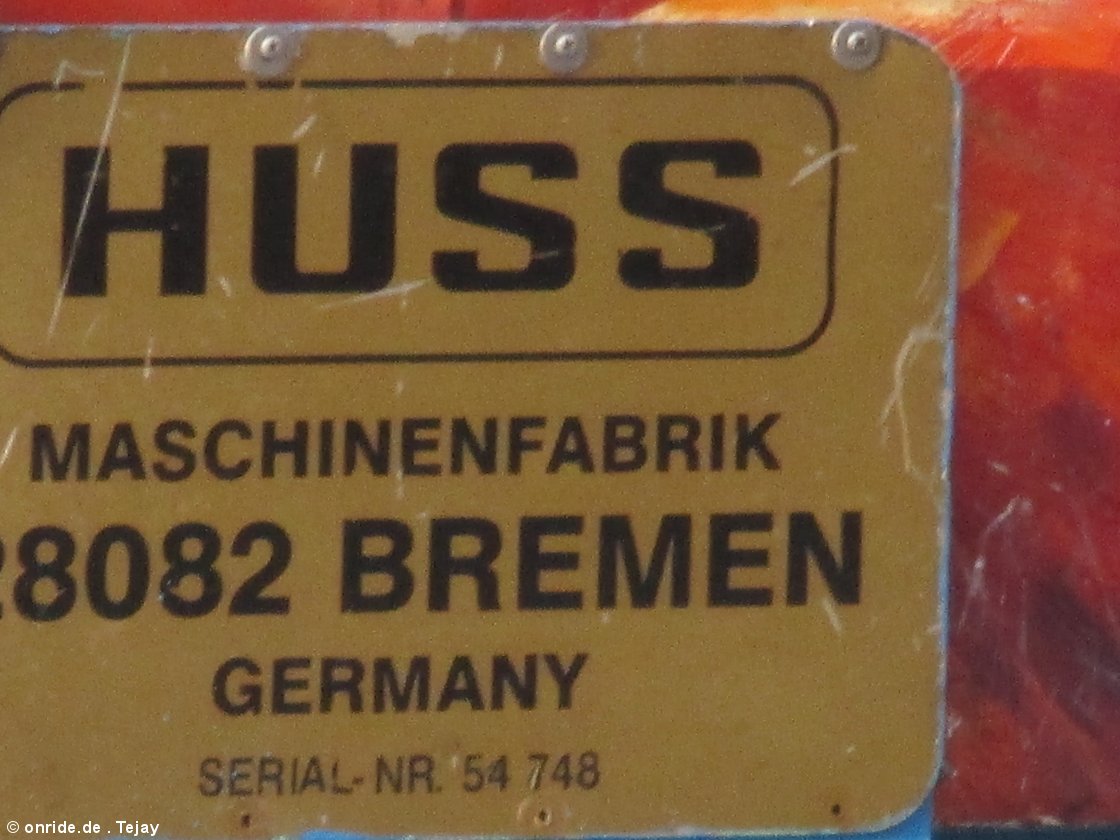 HUSS
MASCHINENFABRIK
28082 BREMEN
GERMANY
SERIAL-NR. 54 748
© onride.de . Tejay